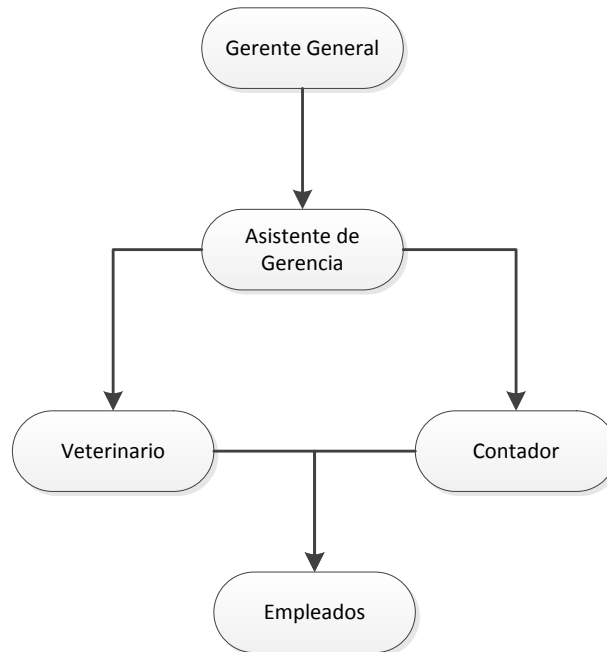 Gerente General
Asistente de
Gerencia
Veterinario
Contador
Empleados